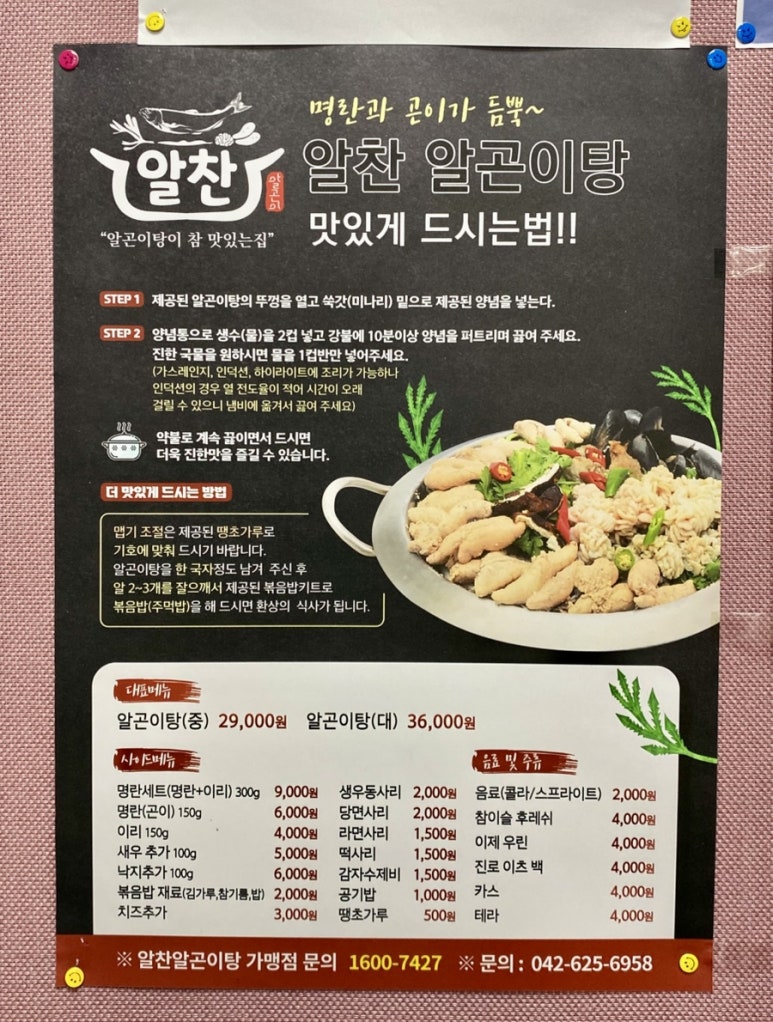 명란과 곤이가 듬뿍~
알찬
알곤이
"알곤이탕이 참 맛있는집"
알찬 알곤이탕
맛있게 드시는법!!
STEP 1 제공된 알곤이탕의 뚜껑을 열고 쑥갓(미나리) 밑으로 제공된 양념을 넣는다.
STEP 2 양념통으로 생수(물)을 2컵 넣고 강불에 10분이상 양념을 퍼트리며 끓여 주세요.
진한 국물을 원하시면 물을 1컵반만 넣어주세요.
(가스레인지, 인덕션, 하이라이트에 조리가 가능하나
인덕션의 경우 열 전도율이 적어 시간이 오래
걸릴 수 있으니 냄비에 옮겨서 끓여 주세요)
약불로 계속 끓이면서 드시면
더욱 진한맛을 즐길 수 있습니다.
더 맛있게 드시는 방법
맵기 조절은 제공된 땡초가루로
기호에 맞춰 드시기 바랍니다.
알곤이탕을 한 국자정도 남겨 주신 후
알 2~3개를 잘으깨서 제공된 볶음밥키트로
볶음밥(주먹밥)을 해 드시면 환상의 식사가 됩니다.
대표메뉴
알곤이탕(중) 29,000원 알곤이탕(대) 36,000원
사이드메뉴
명란세트(명란+이리) 300g 9,000원
명란(곤이) 150g 6,000원
이리 150g 4,000원
새우 추가 100g 5,000원
낙지추가 100g 6,000원
볶음밥 재료(김가루,참기름,밥) 2,000원
치즈추가 3,000원
생우동사리 2,000원
당면사리 2,000원
라면사리 1,500원
떡사리 1,500원
감자수제비 1,500원
공기밥 1,000원
땡초가루 500원
음료 및 주류
음료(콜라/스프라이트) 2,000원
참이슬 후레쉬 4,000원
이제 우린 4,000원
진로 이츠 백 4,000원
카스 4,000원
테라 4,000원
※ 알찬알곤이탕 가맹점 문의 1600-7427 ※ 문의 : 042-625-6958